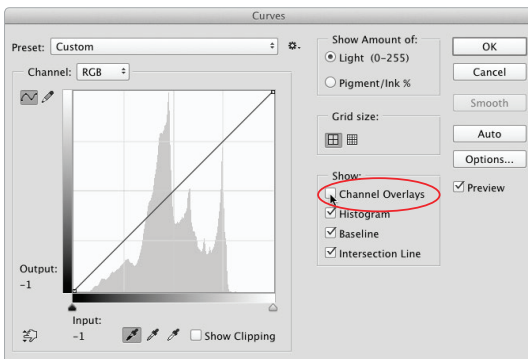 Curves
Preset: Custom
Channel: RGB
Output:
-1
Input:
-1
Show Clipping
Show Amount of:
Light (0-255)
Pigment/Ink %
Grid size:
Show:
Channel Overlays
Histogram
Baseline
Intersection Line
OK
Cancel
Smooth
Auto
Options...
Preview